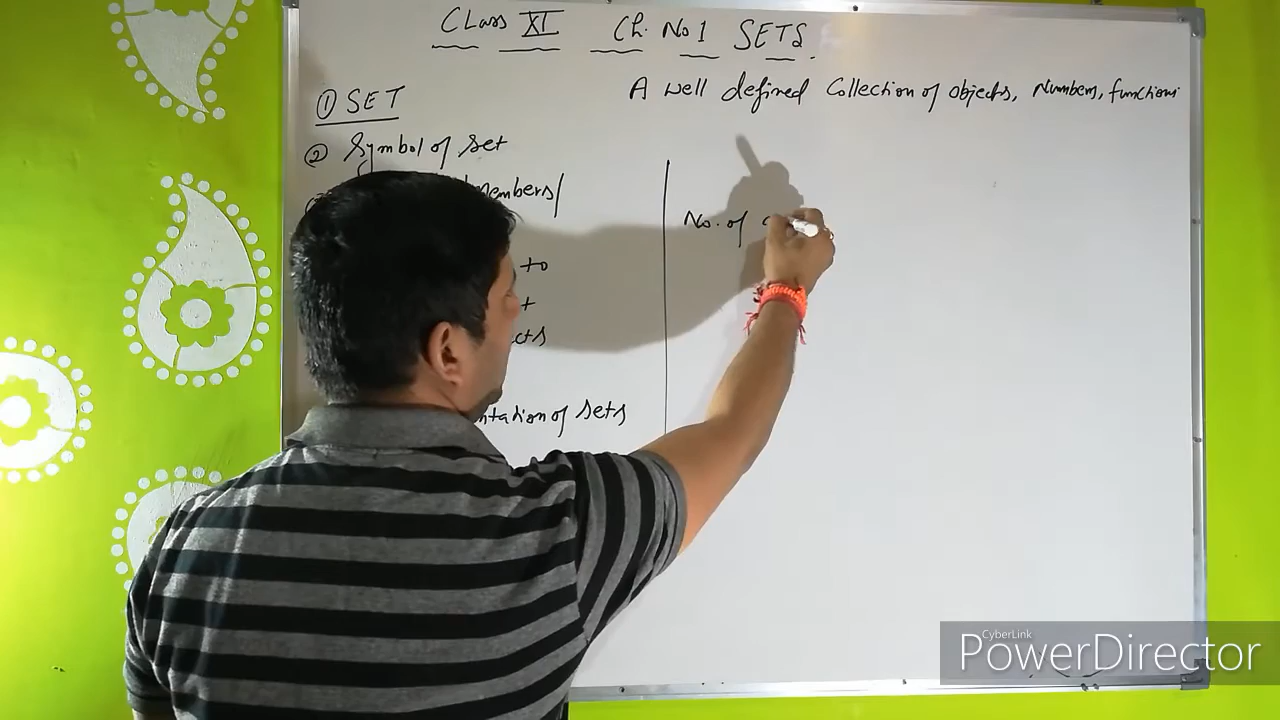 Class XI Ch. No 1 SETS
① SET A well defined Collection of objects, Numbers, functions
② Symbol of set
members/
No. of
to
ntation of sets
CyberLink
PowerDirector